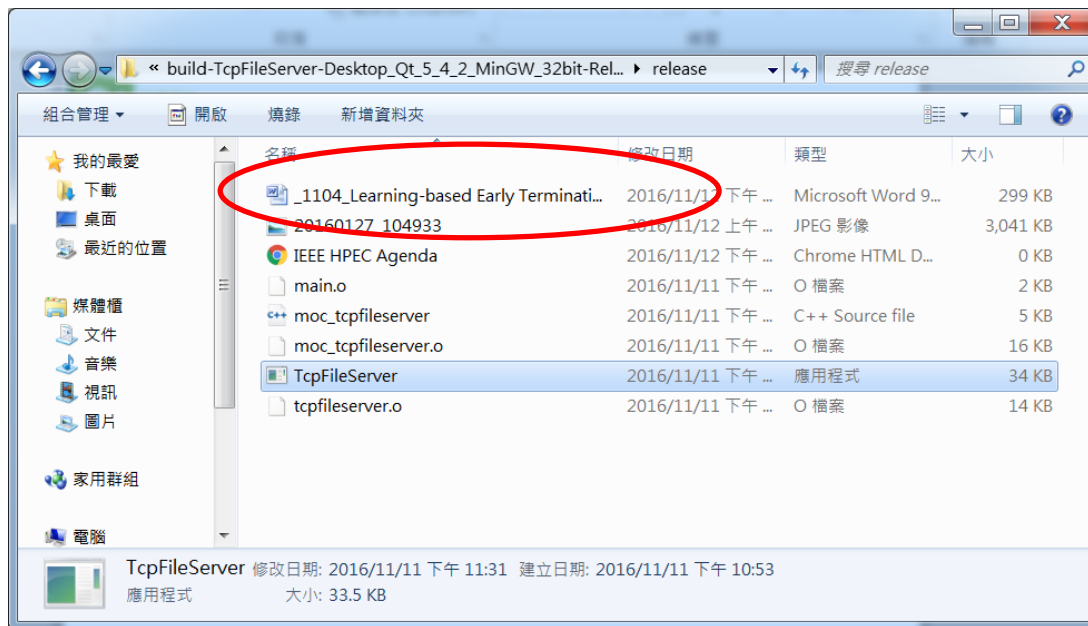 « build-TcpFileServer-Desktop_Qt_5_4_2_MinGW_32bit-Rel... ▸ release 搜尋 release
組合管理 開啟 燒錄 新增資料夾
我的最愛
下載
桌面
最近的位置
媒體櫃
文件
音樂
視訊
圖片
家用群組
電腦
名稱 修改日期 類型 大小
_1104_Learning-based Early Terminati... 2016/11/12 下午 ... Microsoft Word 9... 299 KB
20160127_104933 2016/11/12 上午 ... JPEG 影像 3,041 KB
IEEE HPEC Agenda 2016/11/12 下午 ... Chrome HTML D... 0 KB
main.o 2016/11/11 下午 ... O 檔案 2 KB
moc_tcpfileserver 2016/11/11 下午 ... C++ Source file 5 KB
moc_tcpfileserver.o 2016/11/11 下午 ... O 檔案 16 KB
TcpFileServer 2016/11/11 下午 ... 應用程式 34 KB
tcpfileserver.o 2016/11/11 下午 ... O 檔案 14 KB
TcpFileServer 修改日期: 2016/11/11 下午 11:31 建立日期: 2016/11/11 下午 10:53
應用程式 大小: 33.5 KB